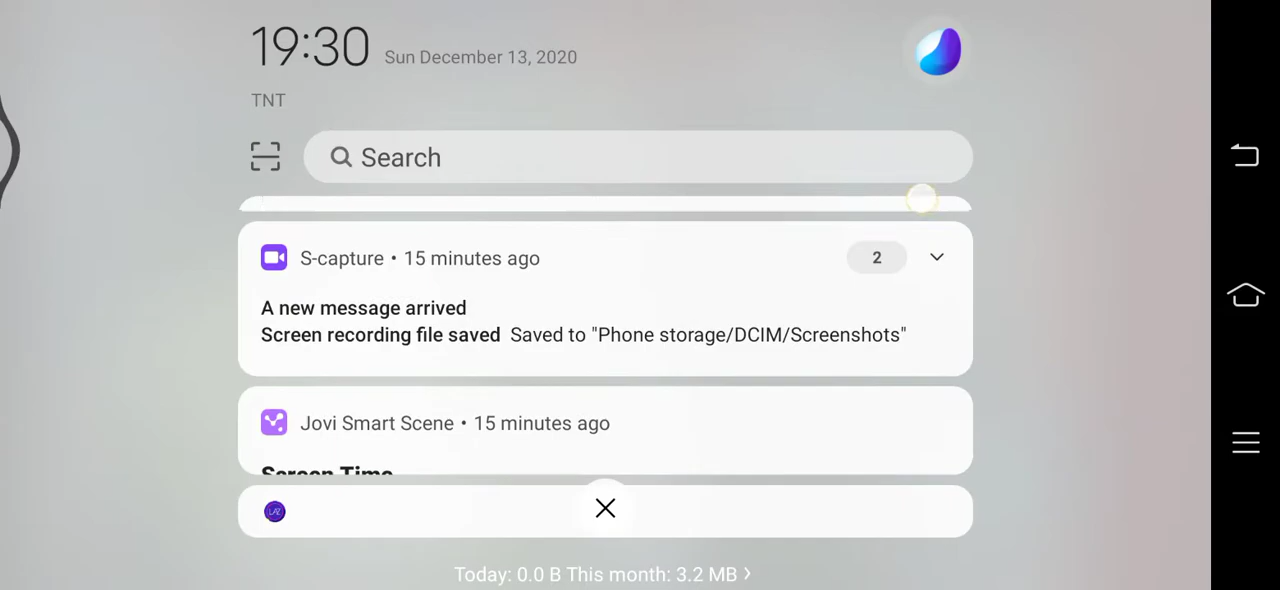 19:30 Sun December 13, 2020
TNT
Search
S-capture • 15 minutes ago 2
A new message arrived
Screen recording file saved Saved to "Phone storage/DCIM/Screenshots"
Jovi Smart Scene • 15 minutes ago
Screen Time
Today: 0.0 B This month: 3.2 MB